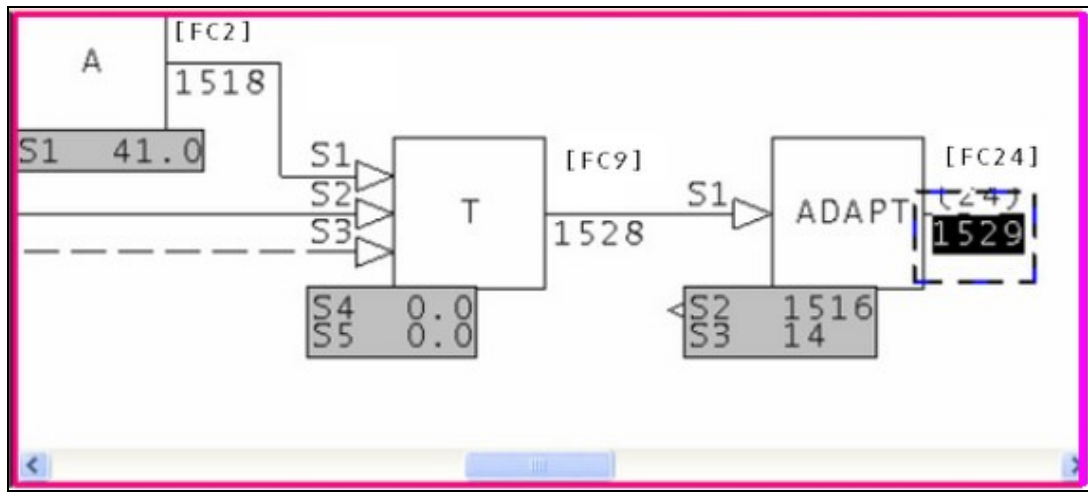 [FC2]
A
1518
S1 41.0
S1
S2
S3
T
[FC9]
1528
S4 0.0
S5 0.0
S1
ADAPT
[FC24]
(24)
1529
S2 1516
S3 14